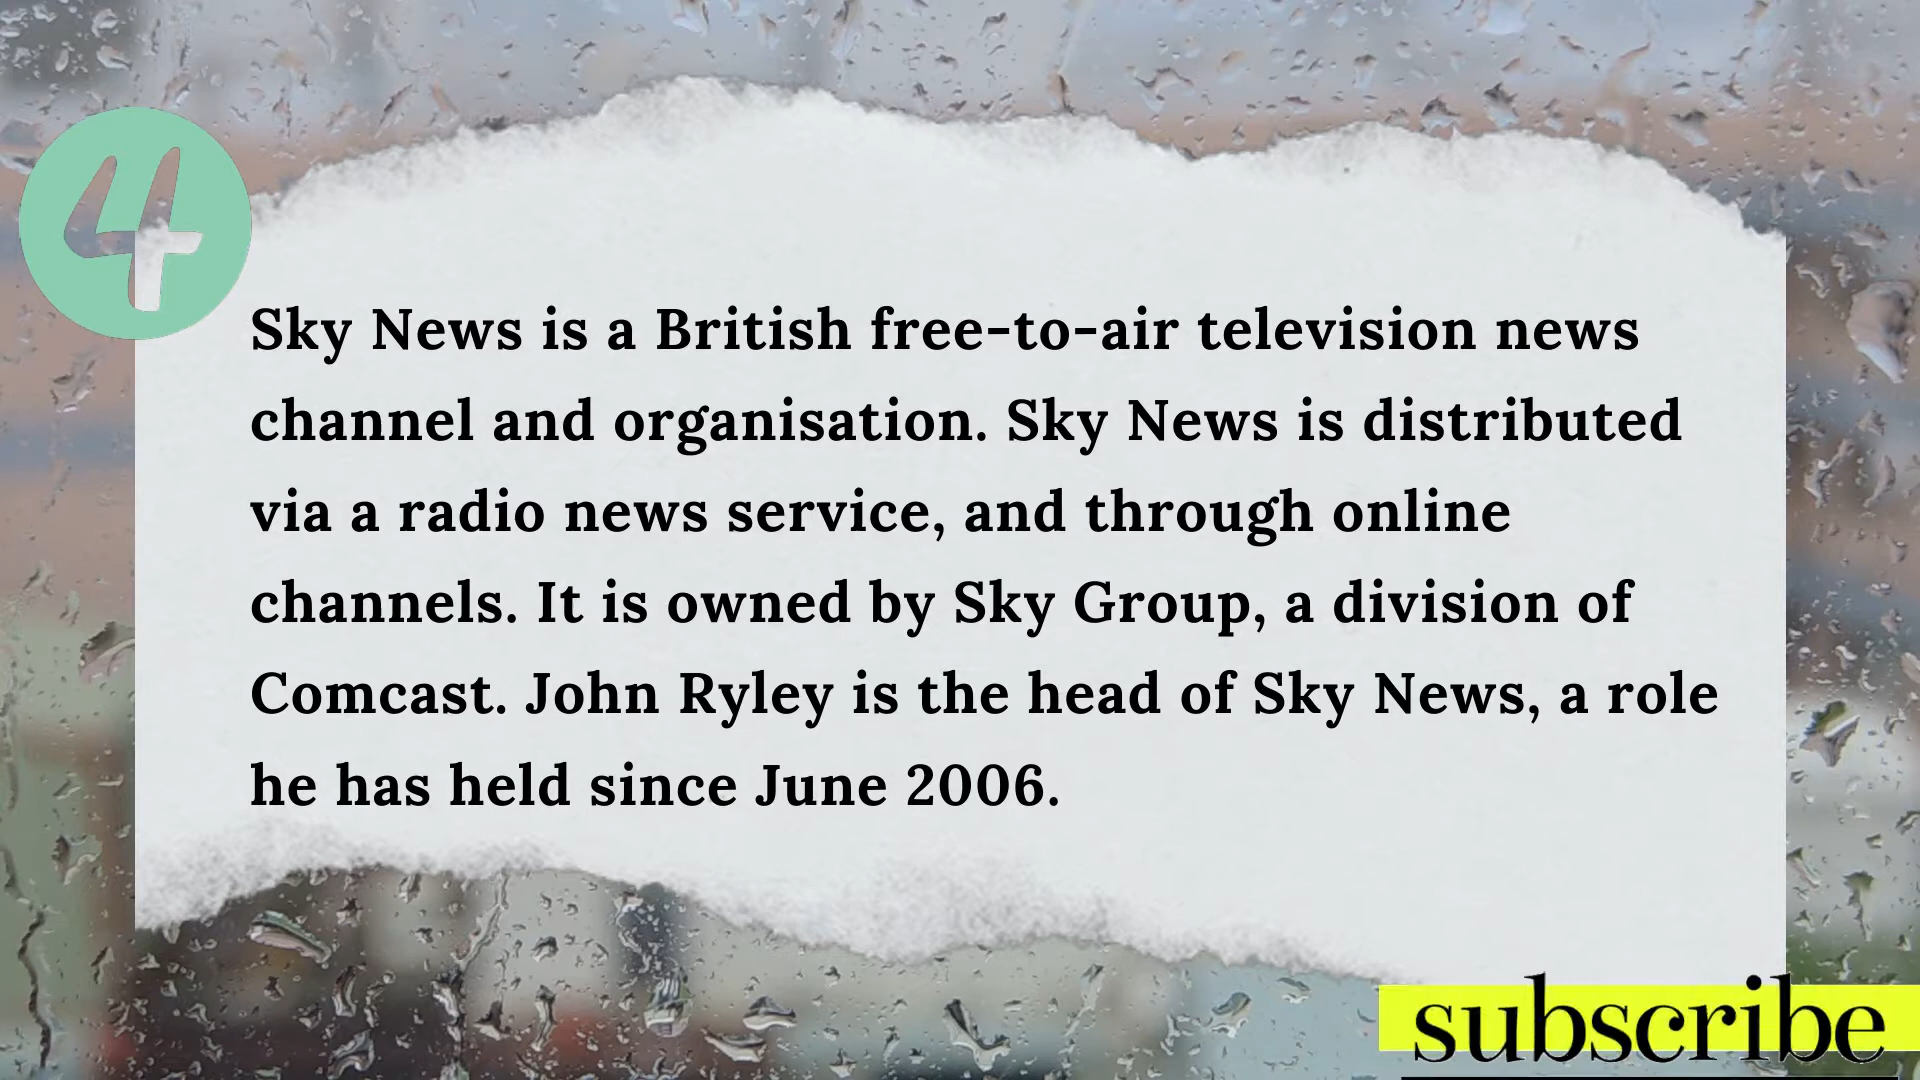 4
Sky News is a British free-to-air television news
channel and organisation. Sky News is distributed
via a radio news service, and through online
channels. It is owned by Sky Group, a division of
Comcast. John Ryley is the head of Sky News, a role
he has held since June 2006.
subscribe